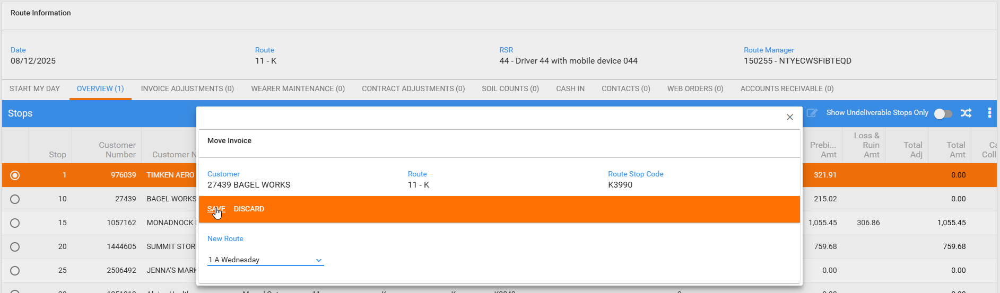 Route Information
Date Route RSR Route Manager
08/12/2025 11 - K 44 - Driver 44 with mobile device 044 150255 - NTYECWSFIBTEQD
START MY DAY OVERVIEW (1) INVOICE ADJUSTMENTS (0) WEARER MAINTENANCE (0) CONTRACT ADJUSTMENTS (0) SOIL COUNTS (0) CASH IN CONTACTS (0) WEB ORDERS (0) ACCOUNTS RECEIVABLE (0)
Stops Show Undeliverable Stops Only
Stop Customer Number Customer N Prebi... Amt Loss & Ruin Amt Total Adj Total Amt Ca Coll
1 976039 TIMKEN AERO 321.91 0.00
10 27439 BAGEL WORKS 215.02 0.00
15 1057162 MONADNOCK 1,055.45 306.86 1,055.45
20 1444605 SUMMIT STOR 759.68 759.68
25 2506492 JENNA'S MARK 0.00 0.00
Move Invoice
Customer Route Route Stop Code
27439 BAGEL WORKS 11 - K K3990
SAVE DISCARD
New Route
1 A Wednesday